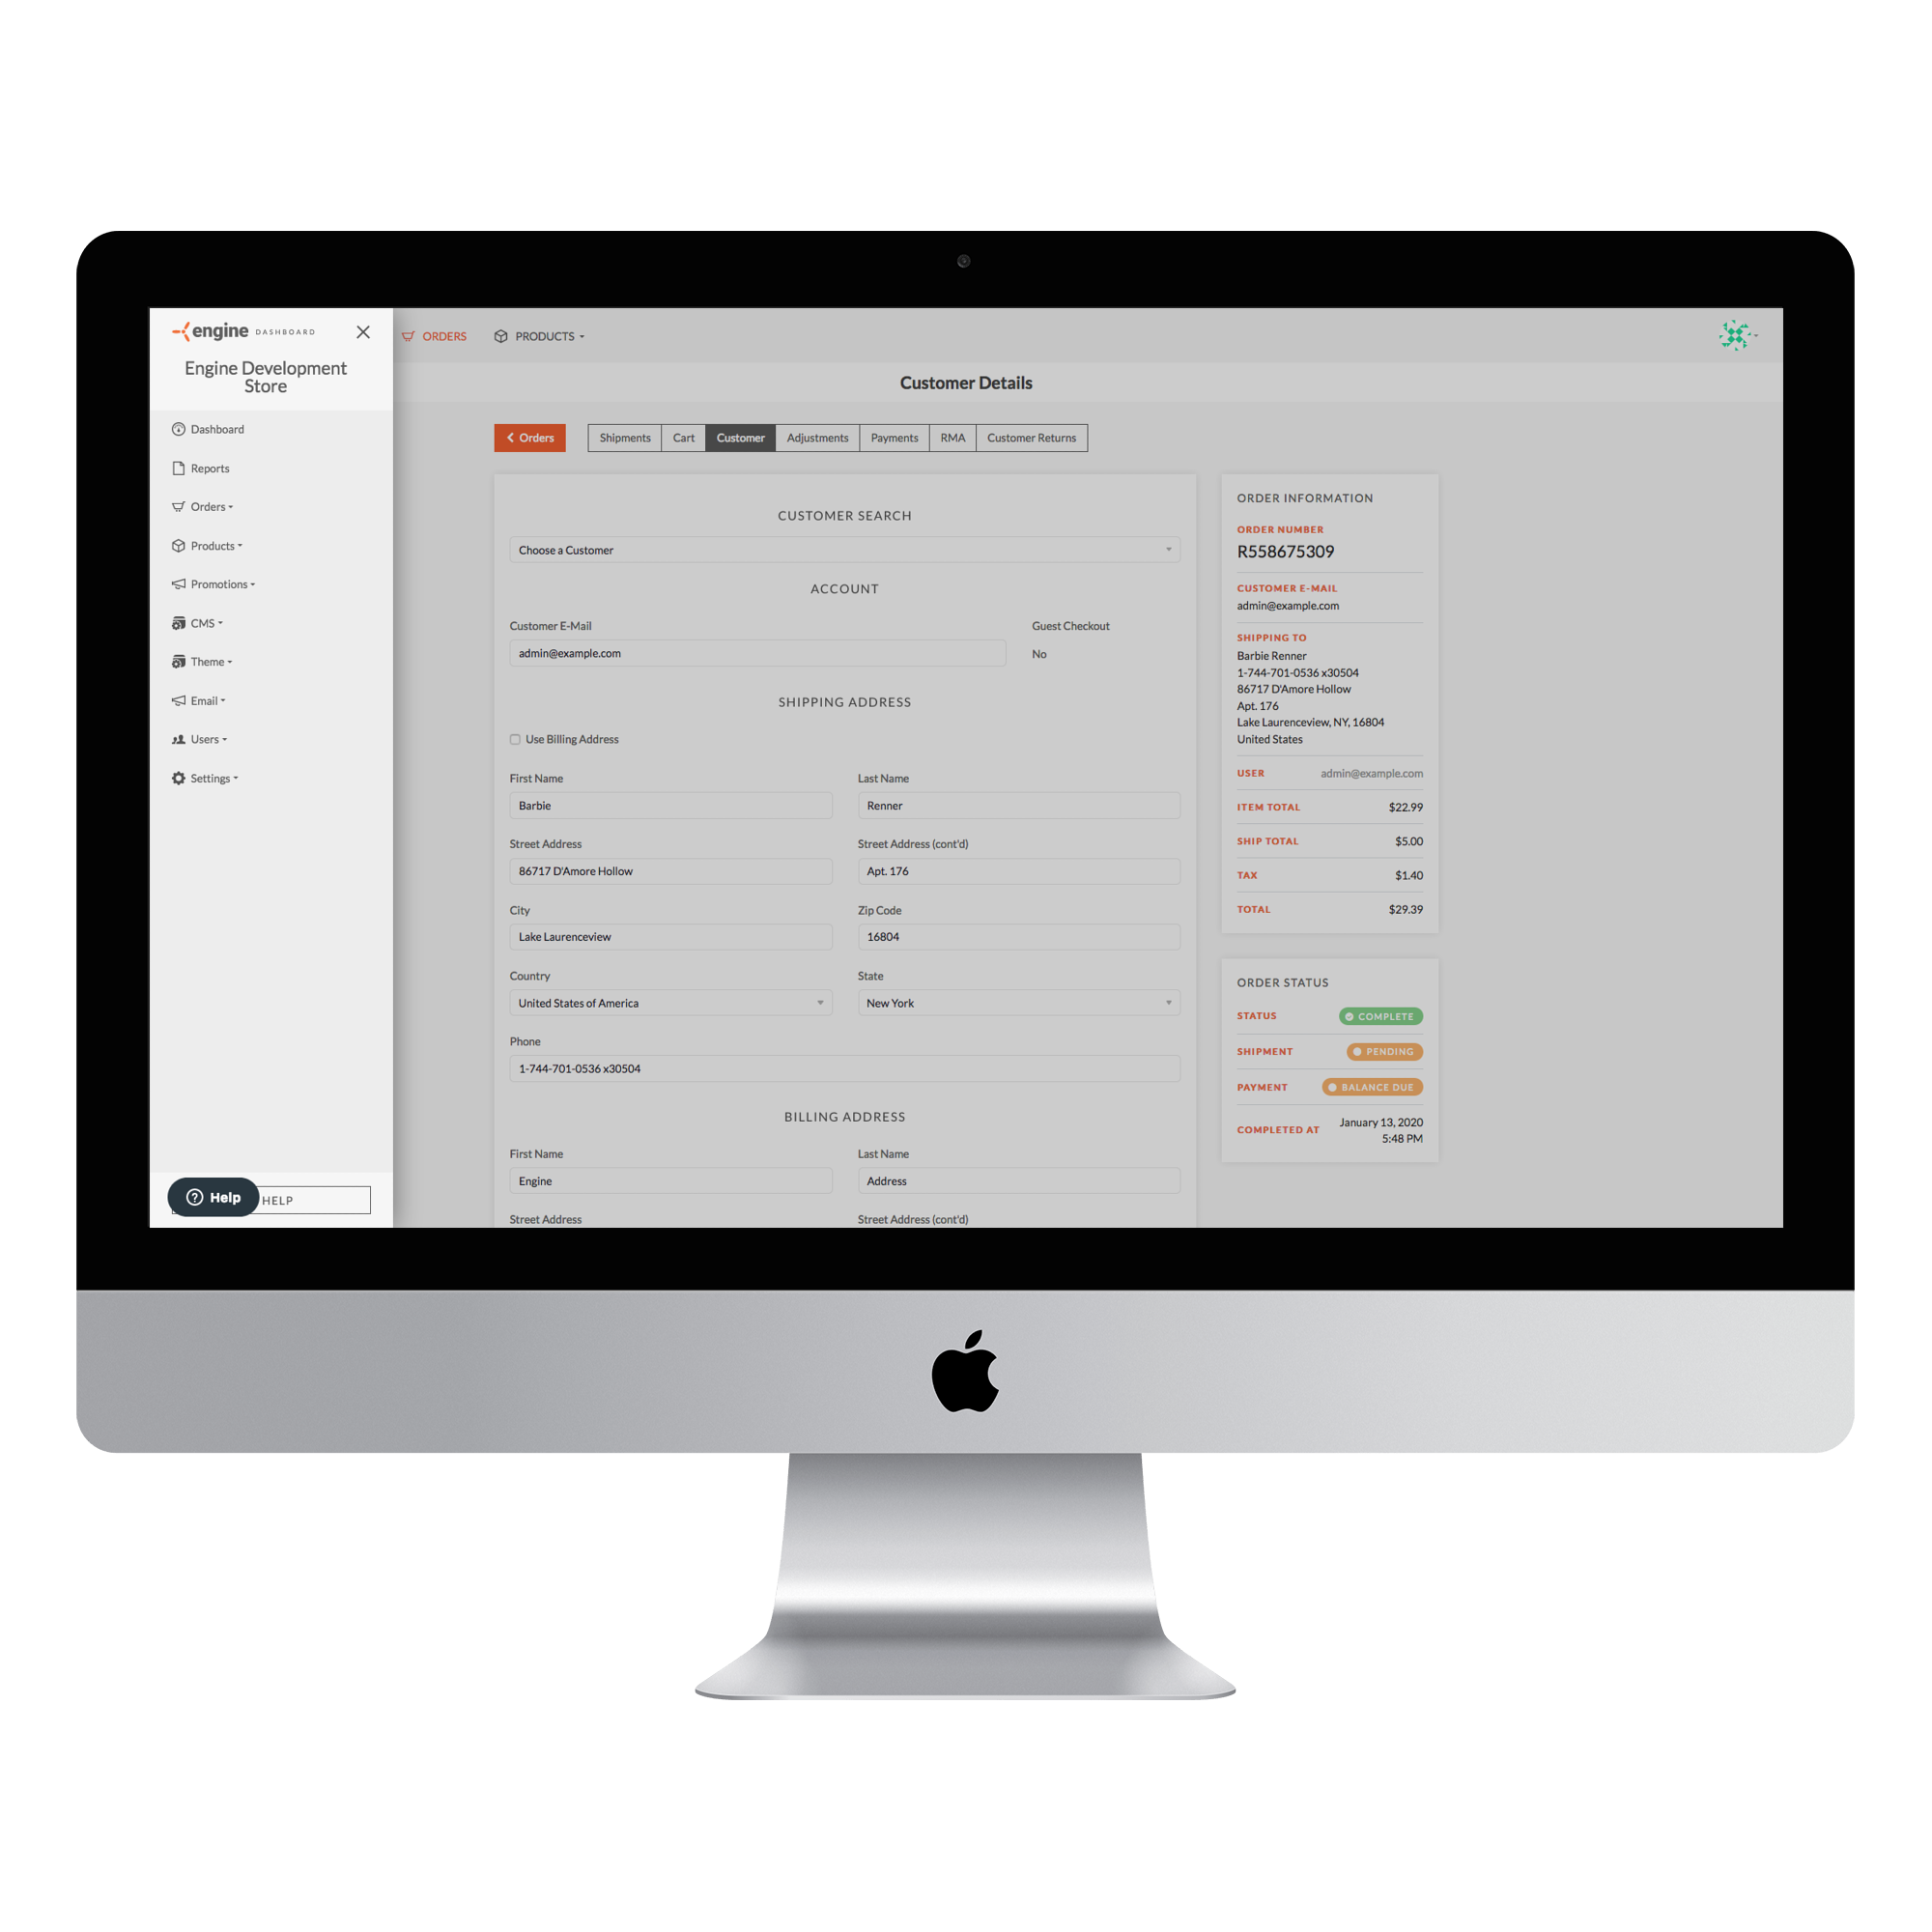 engine DASHBOARD
Engine Development
Store
Dashboard
Reports
Orders
Products
Promotions
CMS
Theme
Email
Users
Settings
Help
HELP
ORDERS
PRODUCTS
Customer Details
Orders
Shipments
Cart
Customer
Adjustments
Payments
RMA
Customer Returns
CUSTOMER SEARCH
Choose a Customer
ACCOUNT
Customer E-Mail
Guest Checkout
admin@example.com
No
SHIPPING ADDRESS
Use Billing Address
First Name
Last Name
Barbie
Renner
Street Address
Street Address (cont'd)
86717 D'Amore Hollow
Apt. 176
City
Zip Code
Lake Laurenceview
16804
Country
State
United States of America
New York
Phone
1-744-701-0536 x30504
BILLING ADDRESS
First Name
Last Name
Engine
Address
Street Address
Street Address (cont'd)
ORDER INFORMATION
ORDER NUMBER
R558675309
CUSTOMER E-MAIL
admin@example.com
SHIPPING TO
Barbie Renner
1-744-701-0536 x30504
86717 D'Amore Hollow
Apt. 176
Lake Laurenceview, NY, 16804
United States
USER admin@example.com
ITEM TOTAL $22.99
SHIP TOTAL $5.00
TAX $1.40
TOTAL $29.39
ORDER STATUS
STATUS COMPLETE
SHIPMENT PENDING
PAYMENT BALANCE DUE
COMPLETED AT January 13, 2020
5:48 PM